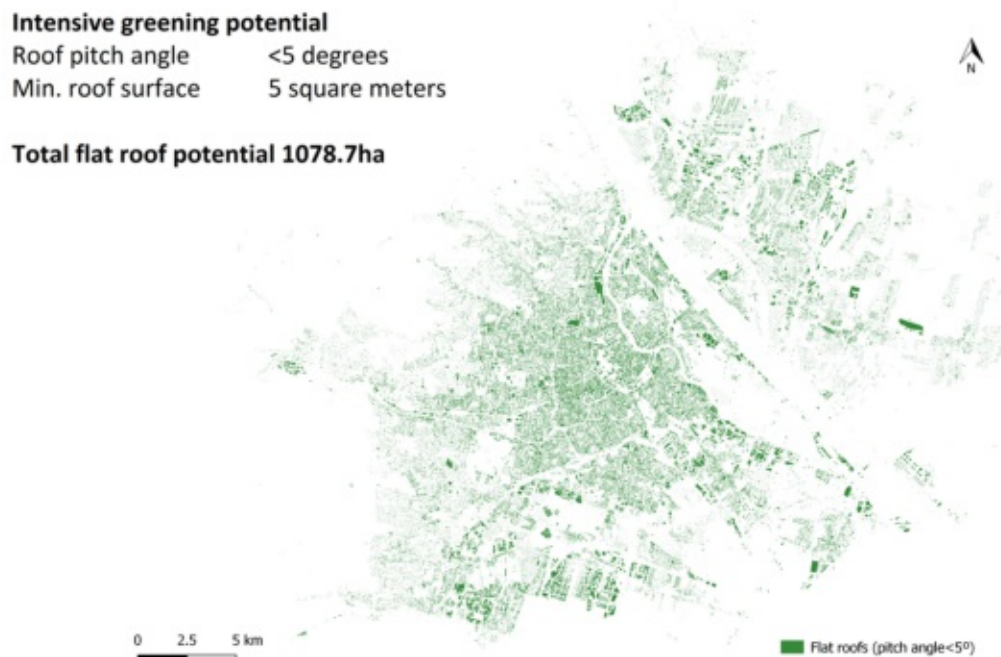 Intensive greening potential
Roof pitch angle <5 degrees
Min. roof surface 5 square meters
Total flat roof potential 1078.7ha
N
0 2.5 5 km
Flat roofs (pitch angle<5º)